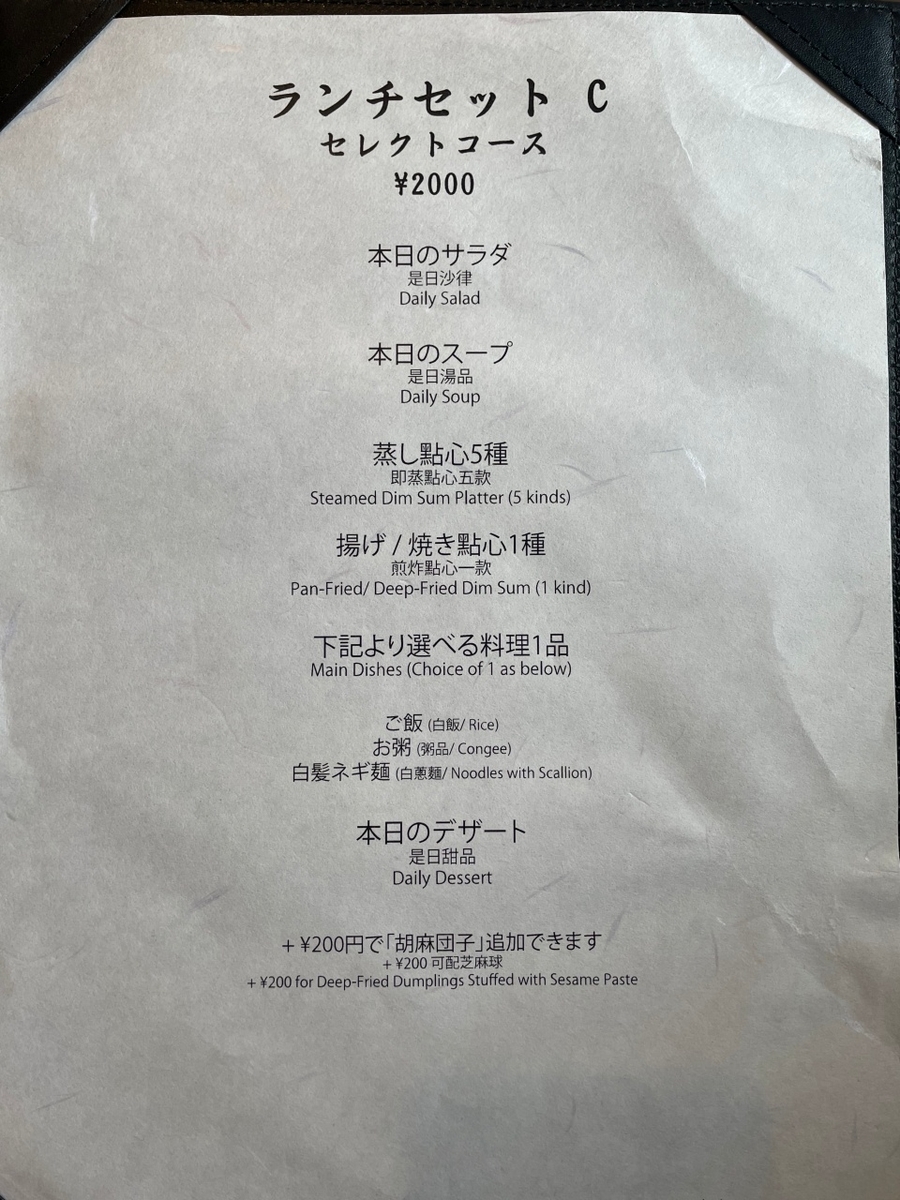 ランチセット C
セレクトコース
¥2000
本日のサラダ
是日沙律
Daily Salad
本日のスープ
是日湯品
Daily Soup
蒸し點心5種
即蒸點心五款
Steamed Dim Sum Platter (5 kinds)
揚げ / 焼き點心1種
煎炸點心一款
Pan-Fried/ Deep-Fried Dim Sum (1 kind)
下記より選べる料理1品
Main Dishes (Choice of 1 as below)
ご飯 (白飯/ Rice)
お粥 (粥品/ Congee)
白髪ネギ麺 (白蔥麵/ Noodles with Scallion)
本日のデザート
是日甜品
Daily Dessert
+ ¥200円で「胡麻団子」追加できます
+ ¥200 可配芝麻球
+ ¥200 for Deep-Fried Dumplings Stuffed with Sesame Paste